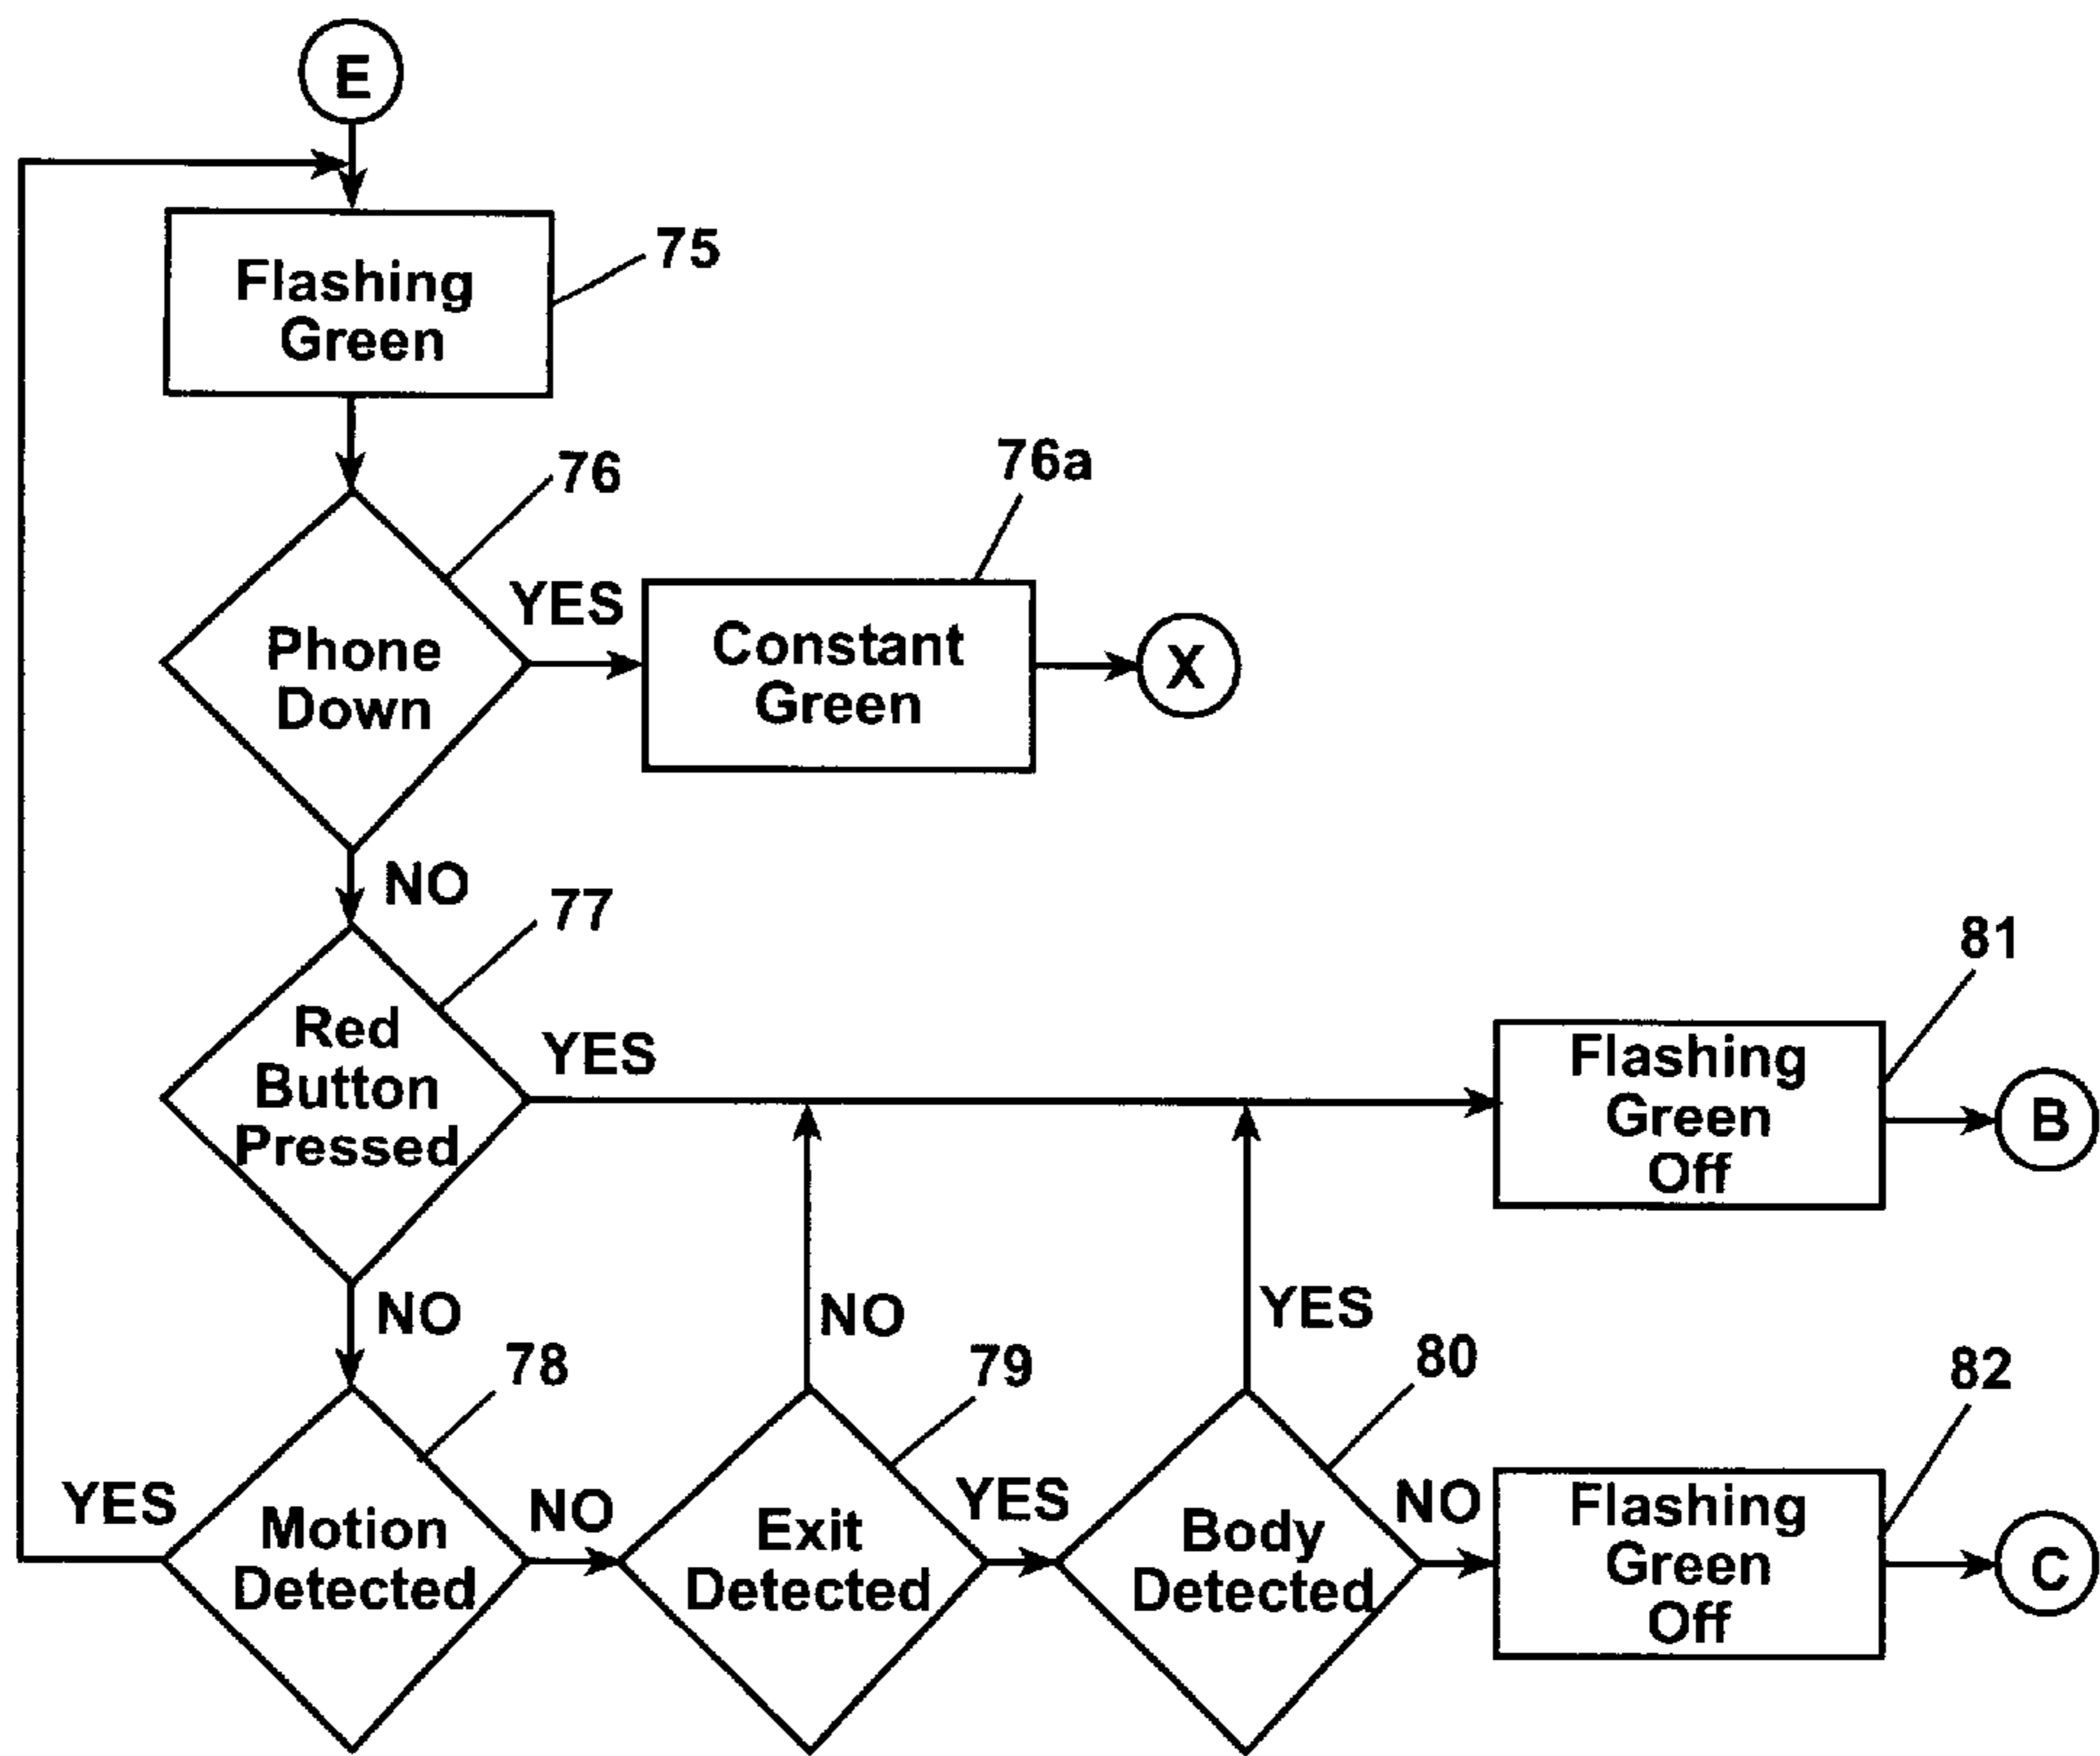 E
Flashing
Green
75
76
76a
Phone
Down
YES
Constant
Green
X
NO
77
Red
Button
Pressed
YES
81
Flashing
Green
Off
B
NO
78
NO
79
YES
80
82
YES
Motion
Detected
NO
Exit
Detected
YES
Body
Detected
NO
Flashing
Green
Off
C